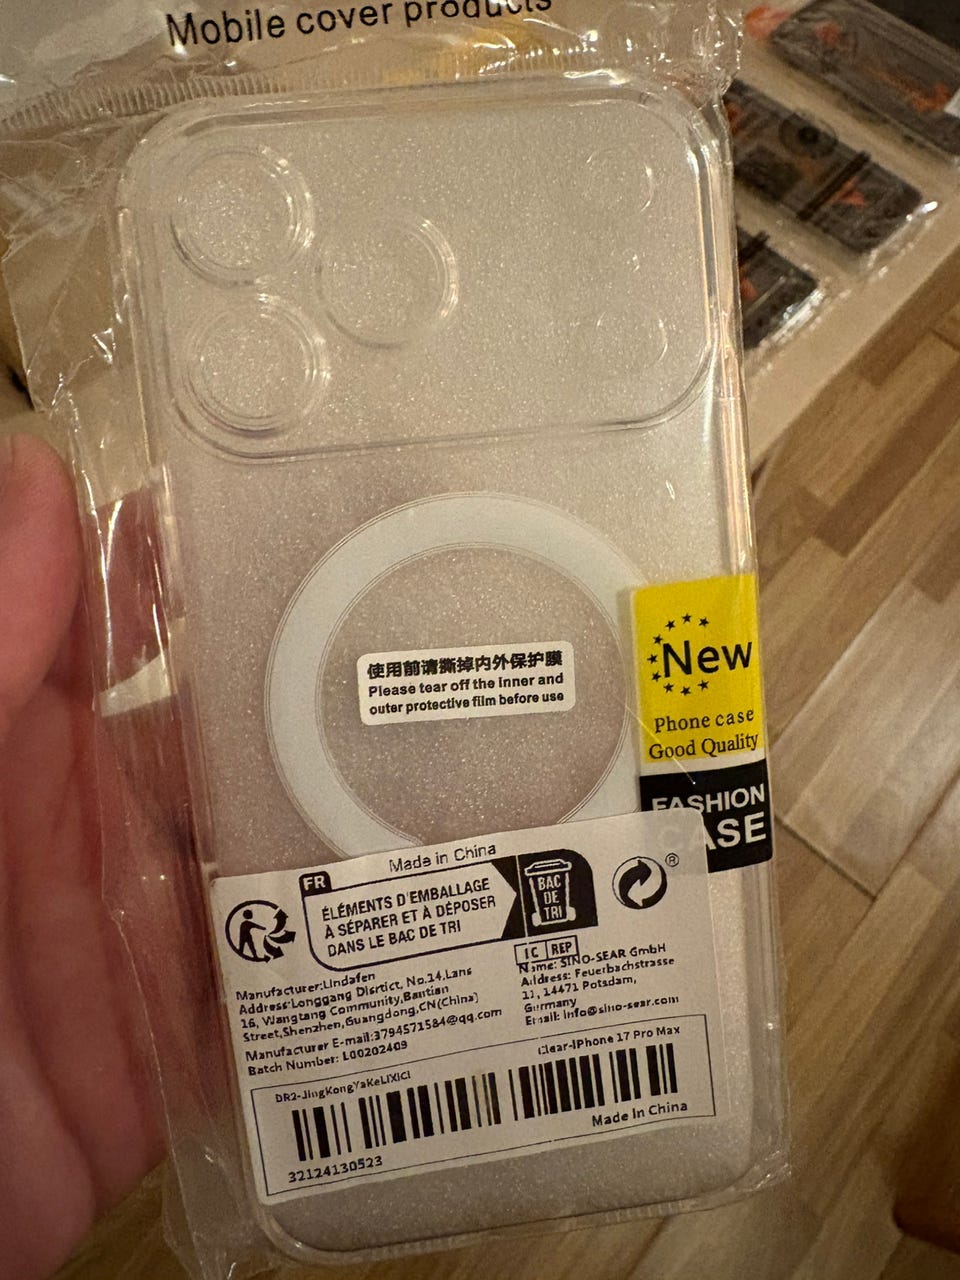 Mobile cover products
使用前请撕掉内外保护膜
Please tear off the inner and
outer protective film before use
New
Phone case
Good Quality
FASHION
CASE
Made in China
FR
ÉLÉMENTS D'EMBALLAGE
À SÉPARER ET À DÉPOSER
DANS LE BAC DE TRI
BAC
DE
TRI
®
Manufacturer:Lindafen
Address:Longgang Disrtict, No.14,Lans
16, Wangtang Community,Bantian
Street,Shenzhen,Guangdong,CN(China)
Manufacturer E-mail:3794571584@qq.com
Batch Number: L00202409
REP
Name: SINO-SEAR GmbH
Address: Feuerbachstrasse
11, 14471 Potsdam,
Germany
Email: info@sino-sear.com
DR2-JingKongYaKeLiXiCi
Clear-iPhone 17 Pro Max
32124130523
Made In China